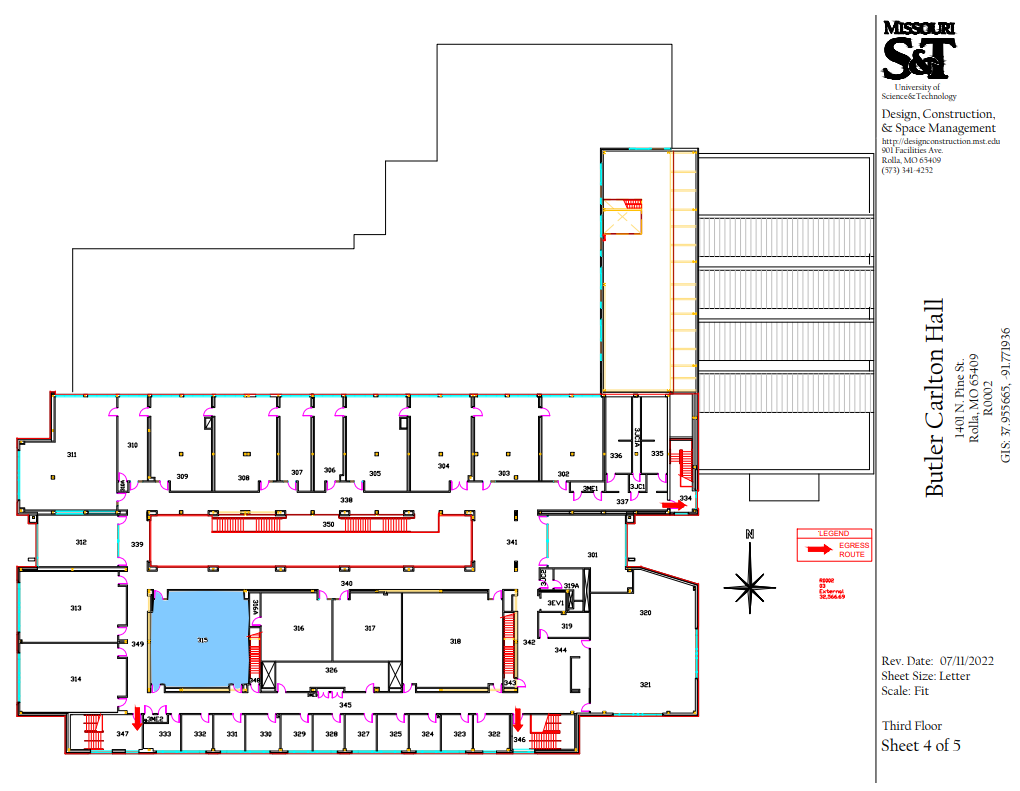 MISSOURI
S&T
University of
Science&Technology
Design, Construction,
& Space Management
http://designconstruction.mst.edu
901 Facilities Ave.
Rolla, MO 65409
(573) 341-4252
Butler Carlton Hall
1401 N. Pine St.
Rolla, MO 65409
R0002
GIS: 37.955665, -91.771936
311
310
310A
309
308
307
306
305
304
303
302
336
3JC1A
335
3ME1
3JC1
337
334
338
350
312
339
341
301
340
3JC2
319A
3EV1
319
313
349
315
316A
316
317
318
342
344
320
321
314
326
348
343
345
347
3ME2
333
332
331
330
329
328
327
325
324
323
322
346
N
LEGEND
EGRESS
ROUTE
R0002
03
External
32,566.69
Rev. Date: 07/11/2022
Sheet Size: Letter
Scale: Fit
Third Floor
Sheet 4 of 5